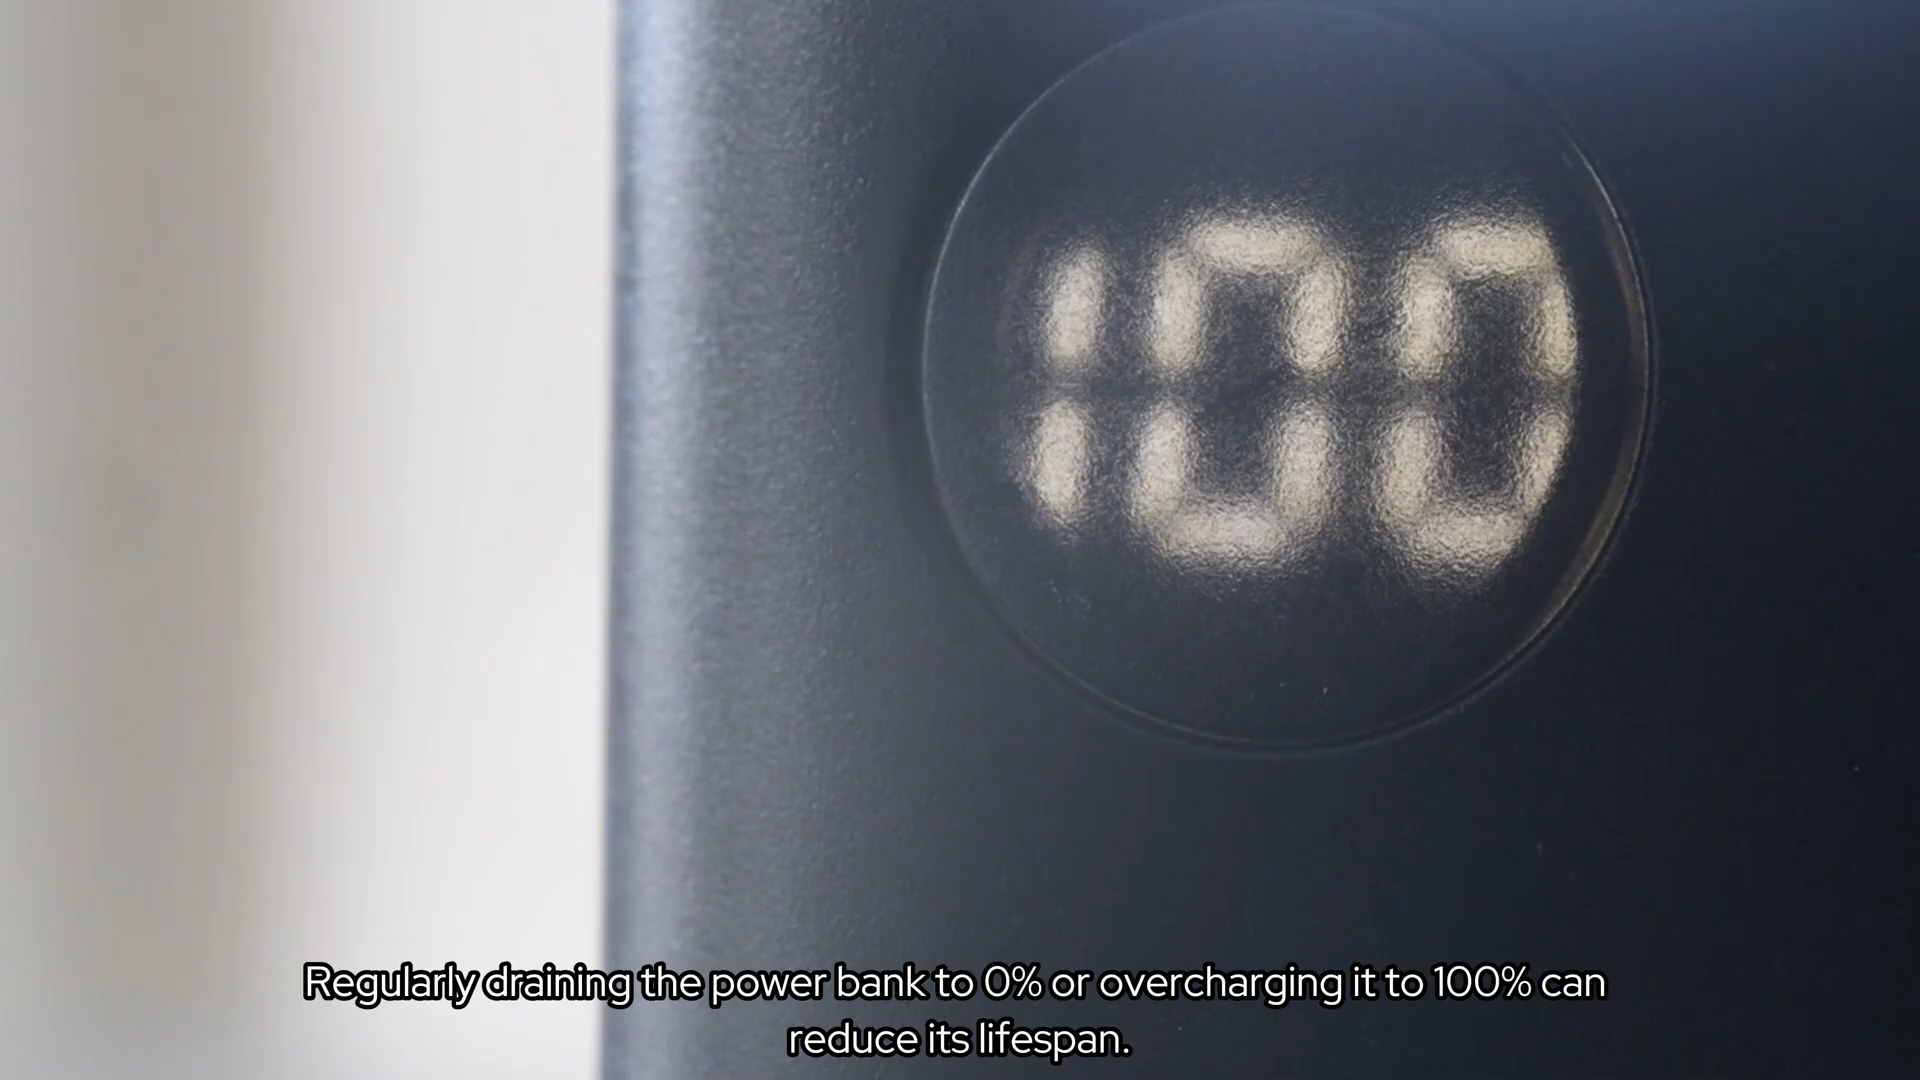 100
Regularly draining the power bank to 0% or overcharging it to 100% can
reduce its lifespan.